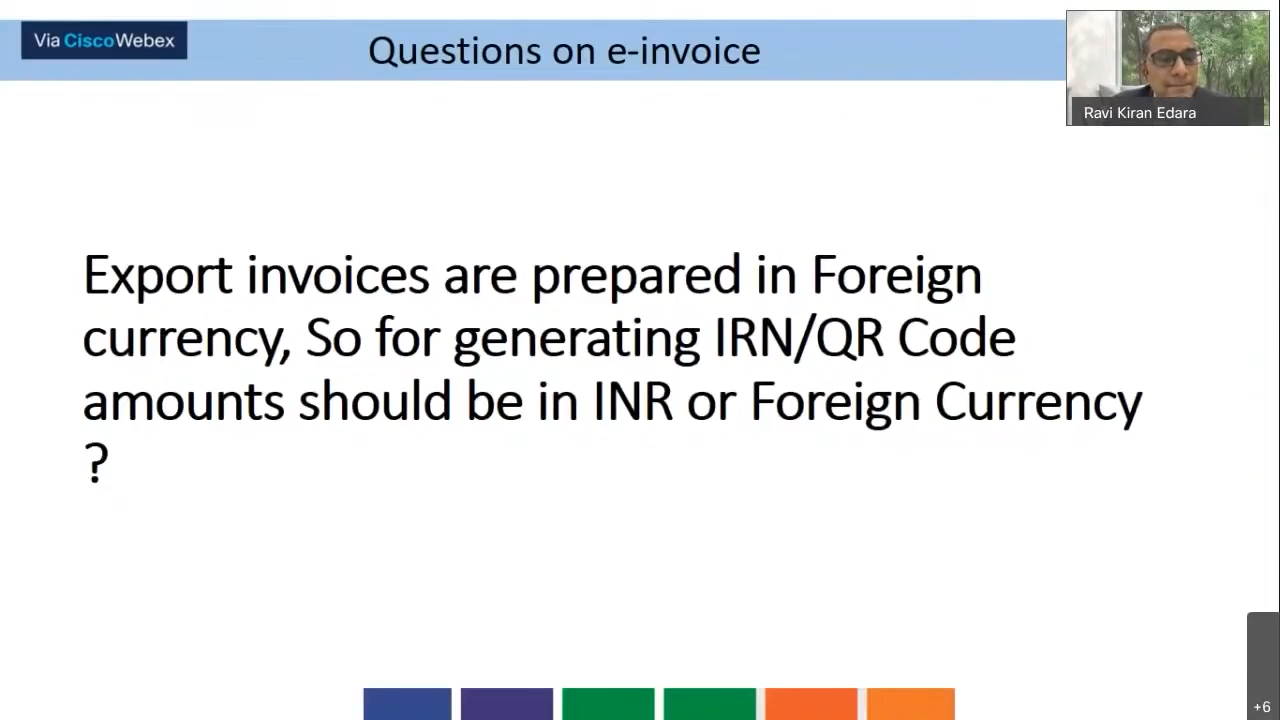 Via CiscoWebex
Questions on e-invoice
Ravi Kiran Edara
Export invoices are prepared in Foreign
currency, So for generating IRN/QR Code
amounts should be in INR or Foreign Currency
?
+6